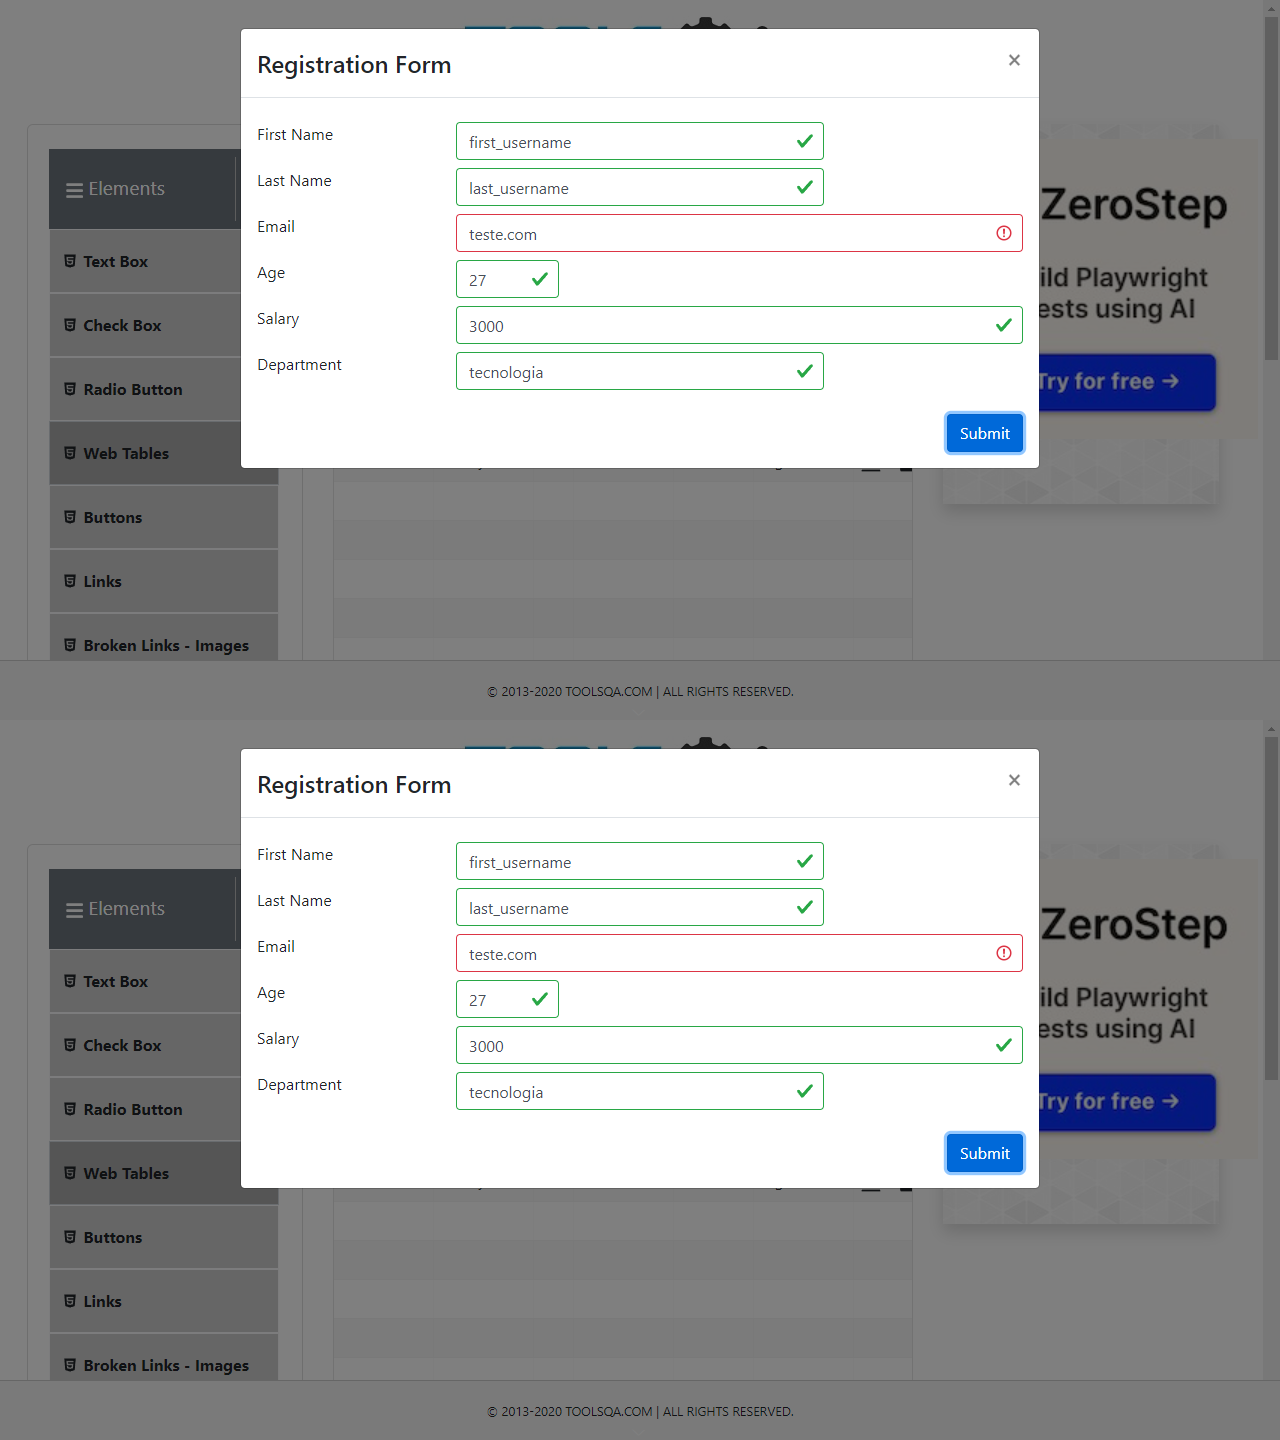 Registration Form
×
First Name
first_username
Last Name
last_username
Email
teste.com
Age
27
Salary
3000
Department
tecnologia
Submit
Elements
Text Box
Check Box
Radio Button
Web Tables
Buttons
Links
Broken Links - Images
ZeroStep
ild Playwright
ests using AI
Try for free →
© 2013-2020 TOOLSQA.COM | ALL RIGHTS RESERVED.
Registration Form
×
First Name
first_username
Last Name
last_username
Email
teste.com
Age
27
Salary
3000
Department
tecnologia
Submit
Elements
Text Box
Check Box
Radio Button
Web Tables
Buttons
Links
Broken Links - Images
ZeroStep
ild Playwright
ests using AI
Try for free →
© 2013-2020 TOOLSQA.COM | ALL RIGHTS RESERVED.